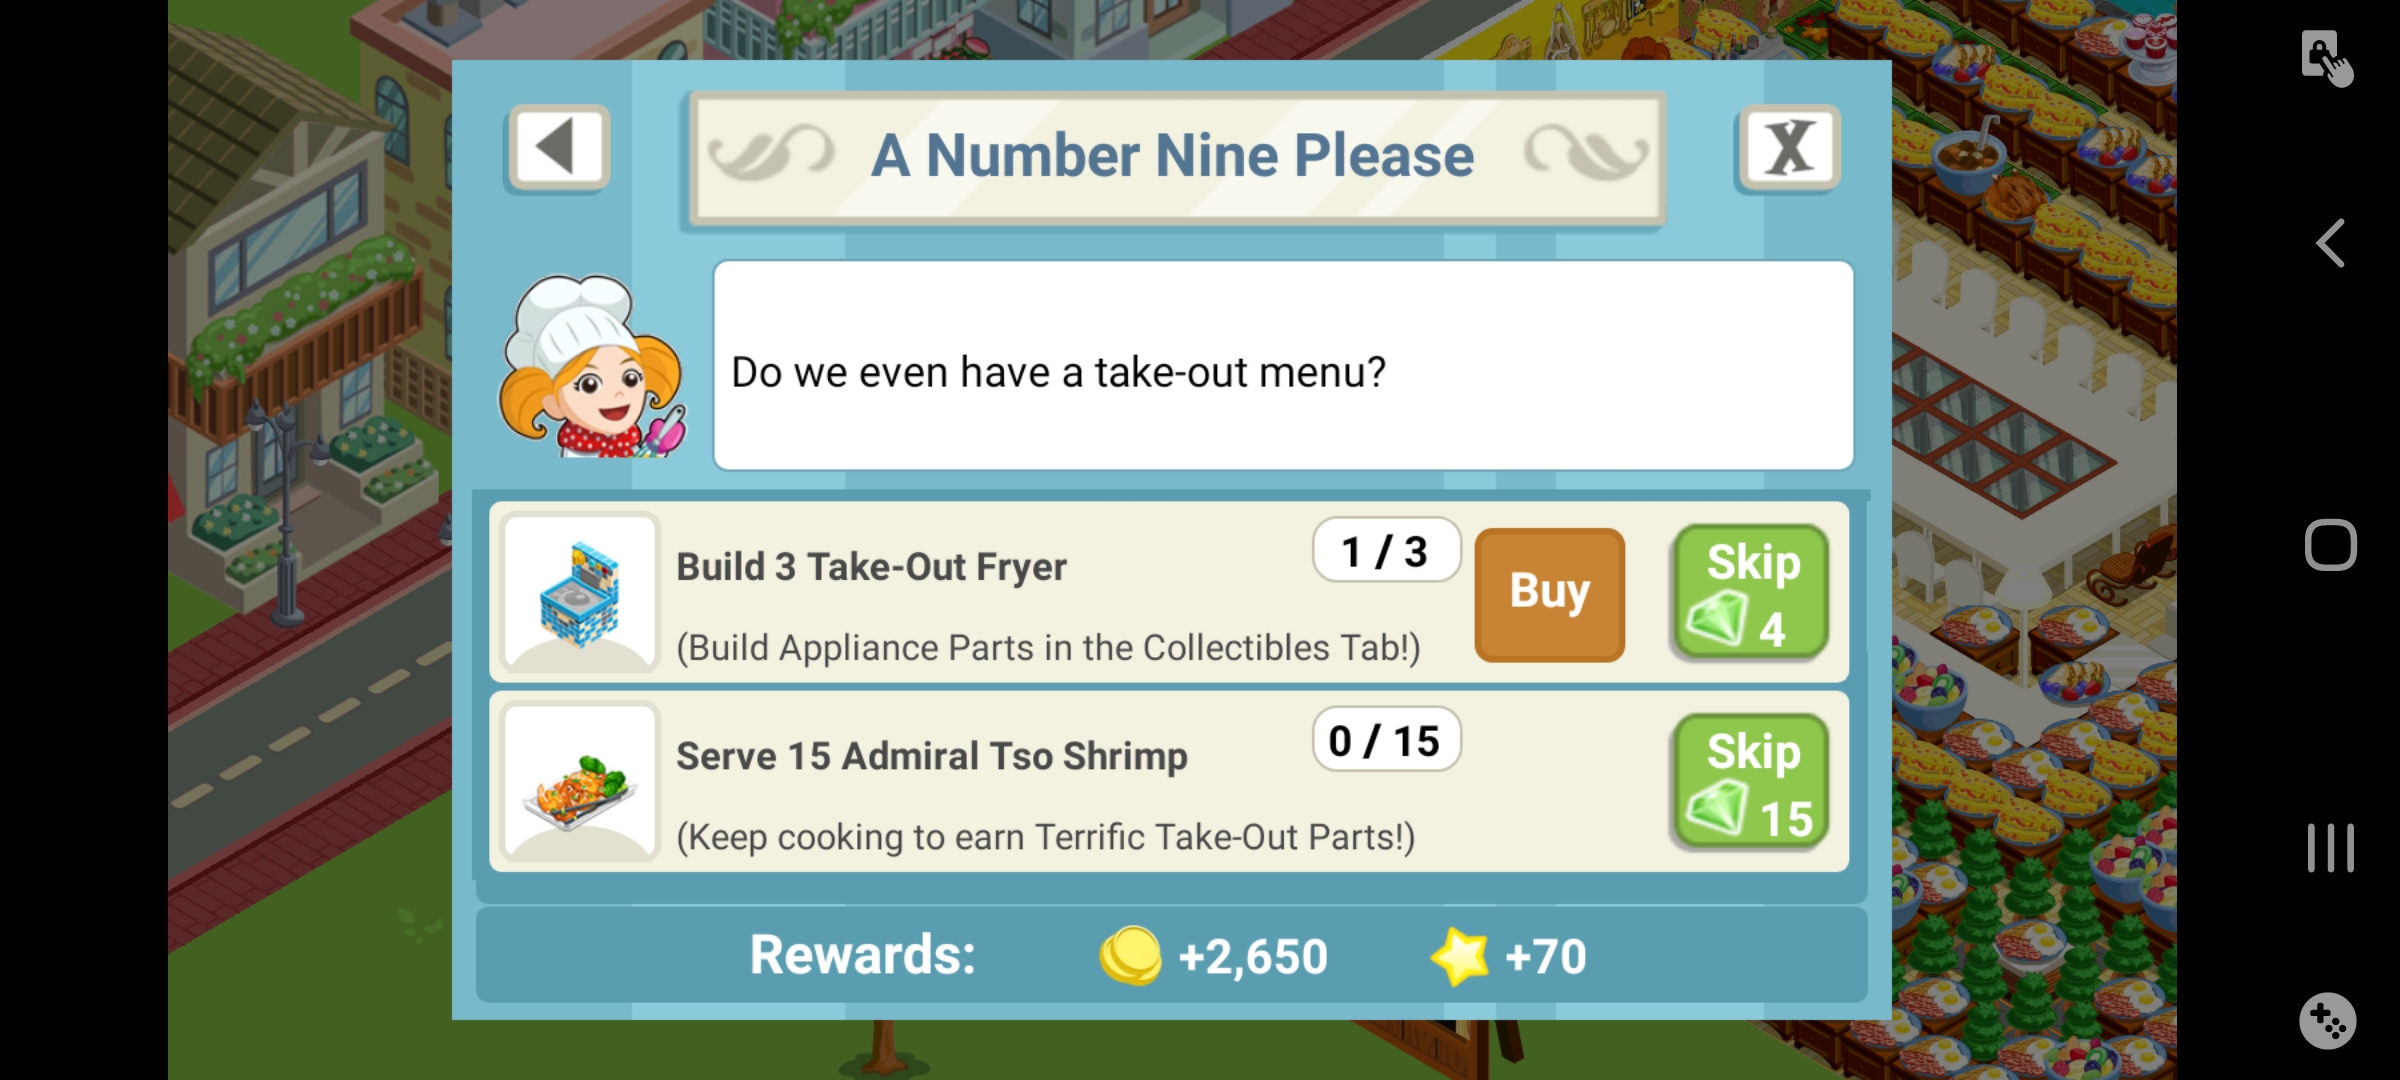 A Number Nine Please
X
Do we even have a take-out menu?
Build 3 Take-Out Fryer
1 / 3
Buy
Skip
4
(Build Appliance Parts in the Collectibles Tab!)
Serve 15 Admiral Tso Shrimp
0 / 15
Skip
15
(Keep cooking to earn Terrific Take-Out Parts!)
Rewards: +2,650 +70